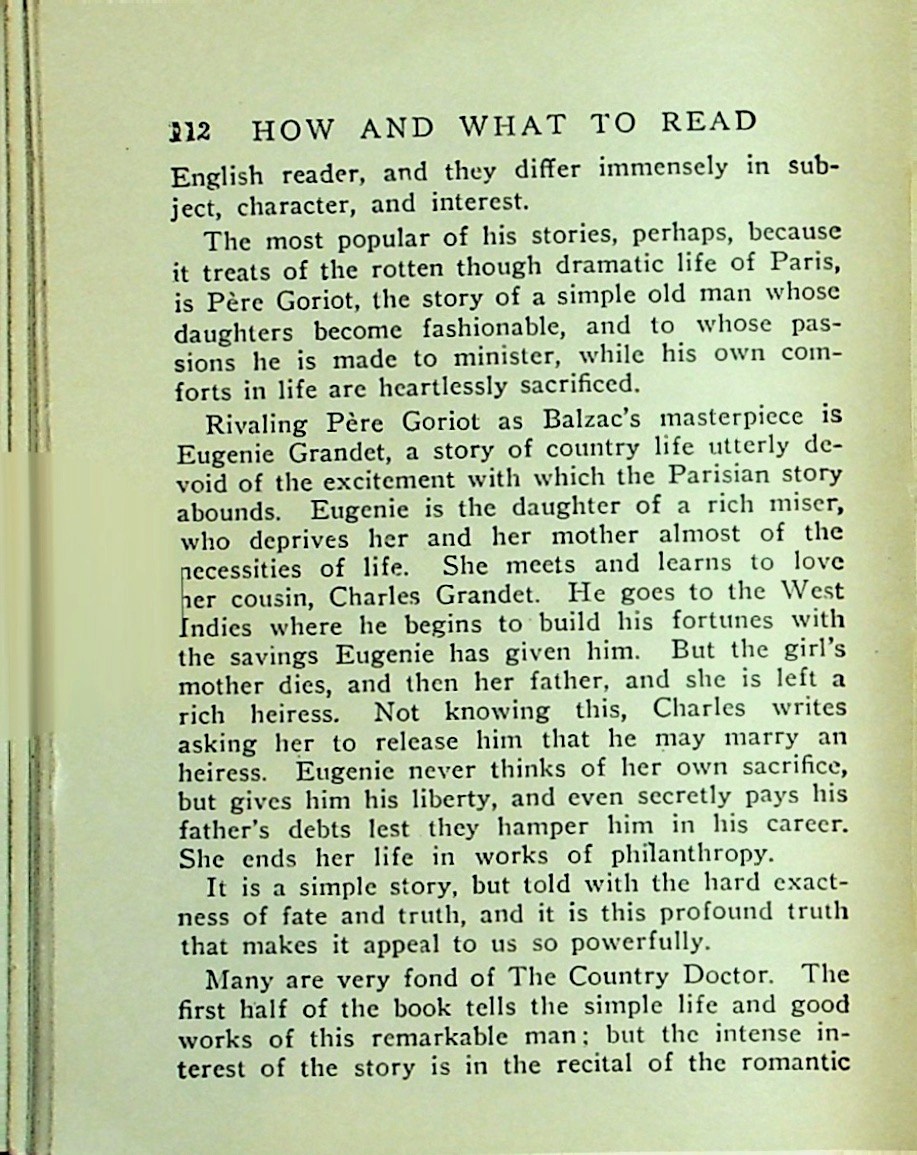 112 HOW AND WHAT TO READ
English reader, and they differ immensely in sub-
ject, character, and interest.
The most popular of his stories, perhaps, because
it treats of the rotten though dramatic life of Paris,
is Père Goriot, the story of a simple old man whose
daughters become fashionable, and to whose pas-
sions he is made to minister, while his own com-
forts in life are heartlessly sacrificed.
Rivaling Père Goriot as Balzac's masterpiece is
Eugenie Grandet, a story of country life utterly de-
void of the excitement with which the Parisian story
abounds. Eugenie is the daughter of a rich miser,
who deprives her and her mother almost of the
necessities of life. She meets and learns to love
her cousin, Charles Grandet. He goes to the West
Indies where he begins to build his fortunes with
the savings Eugenie has given him. But the girl's
mother dies, and then her father, and she is left a
rich heiress. Not knowing this, Charles writes
asking her to release him that he may marry an
heiress. Eugenie never thinks of her own sacrifice,
but gives him his liberty, and even secretly pays his
father's debts lest they hamper him in his career.
She ends her life in works of philanthropy.
It is a simple story, but told with the hard exact-
ness of fate and truth, and it is this profound truth
that makes it appeal to us so powerfully.
Many are very fond of The Country Doctor. The
first half of the book tells the simple life and good
works of this remarkable man; but the intense in-
terest of the story is in the recital of the romantic